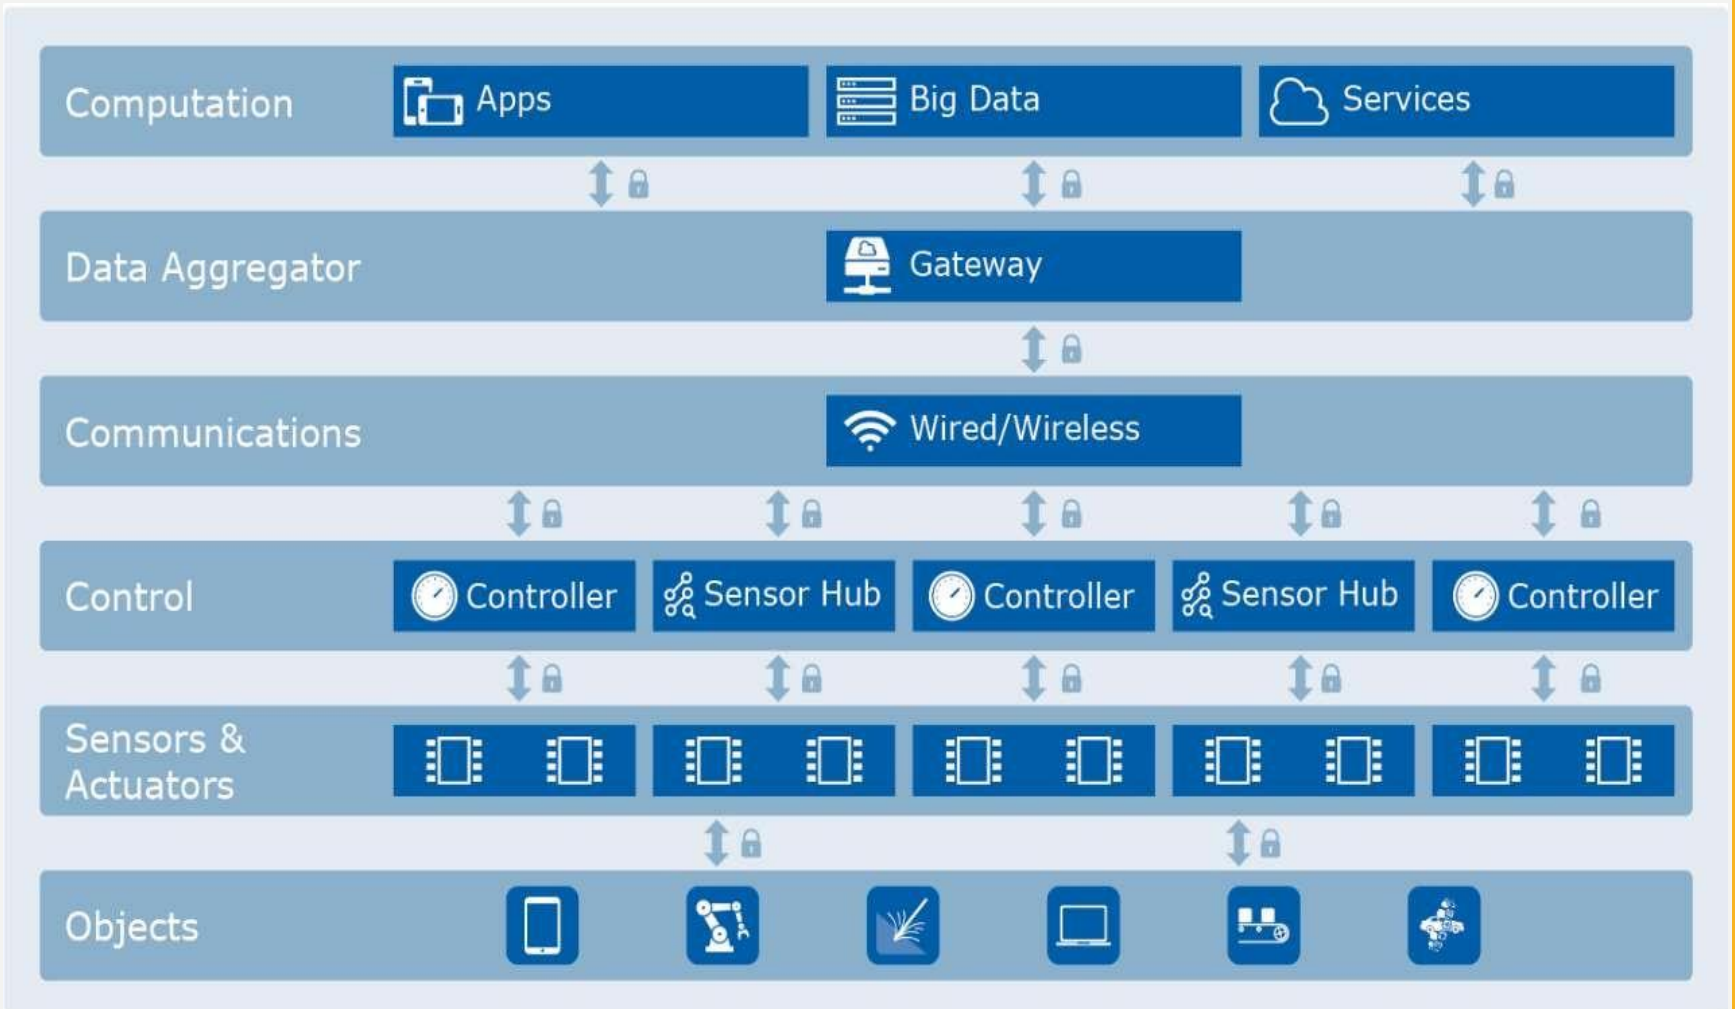 Computation
Apps
Big Data
Services
Data Aggregator
Gateway
Communications
Wired/Wireless
Control
Controller
Sensor Hub
Controller
Sensor Hub
Controller
Sensors &
Actuators
Objects